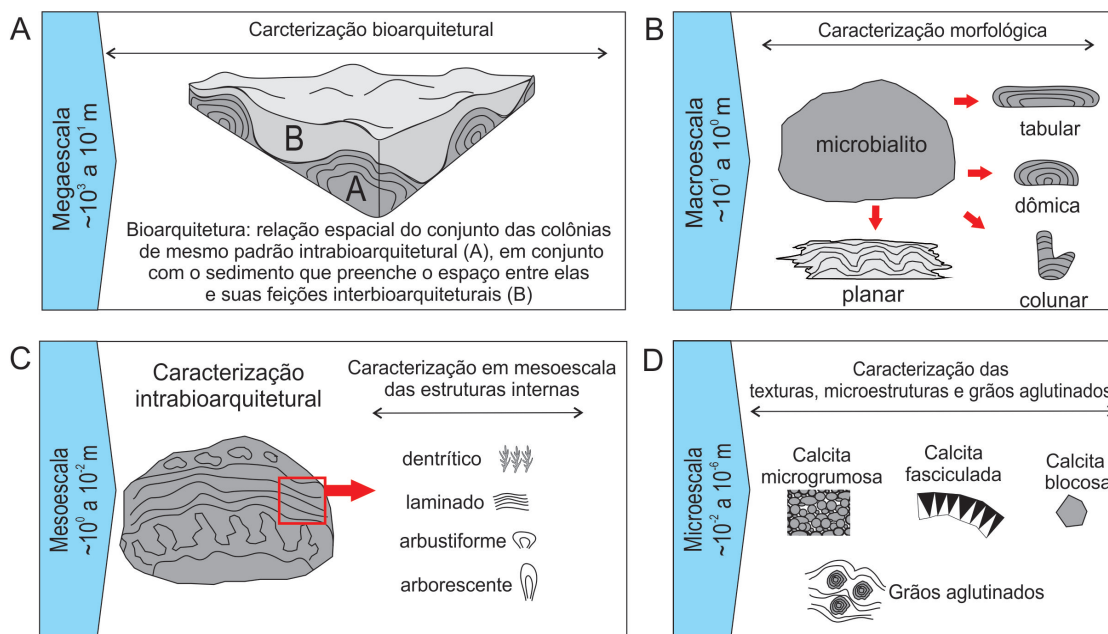 A
Megaescala
~10³ a 10¹ m
Carcterização bioarquitetural
B
A
Bioarquitetura: relação espacial do conjunto das colônias
de mesmo padrão intrabioarquitetural (A), em conjunto
com o sedimento que preenche o espaço entre elas
e suas feições interbioarquiteturais (B)
B
Macroescala
~10¹ a 10⁰ m
Caracterização morfológica
microbialito
tabular
dômica
colunar
planar
C
Mesoescala
~10⁰ a 10⁻² m
Caracterização
intrabioarquitetural
Caracterização em mesoescala
das estruturas internas
dentrítico
laminado
arbustiforme
arborescente
D
Microescala
~10⁻² a 10⁻⁶ m
Caracterização das
texturas, microestruturas e grãos aglutinados
Calcita
microgrumosa
Calcita
fasciculada
Calcita
blocosa
Grãos aglutinados